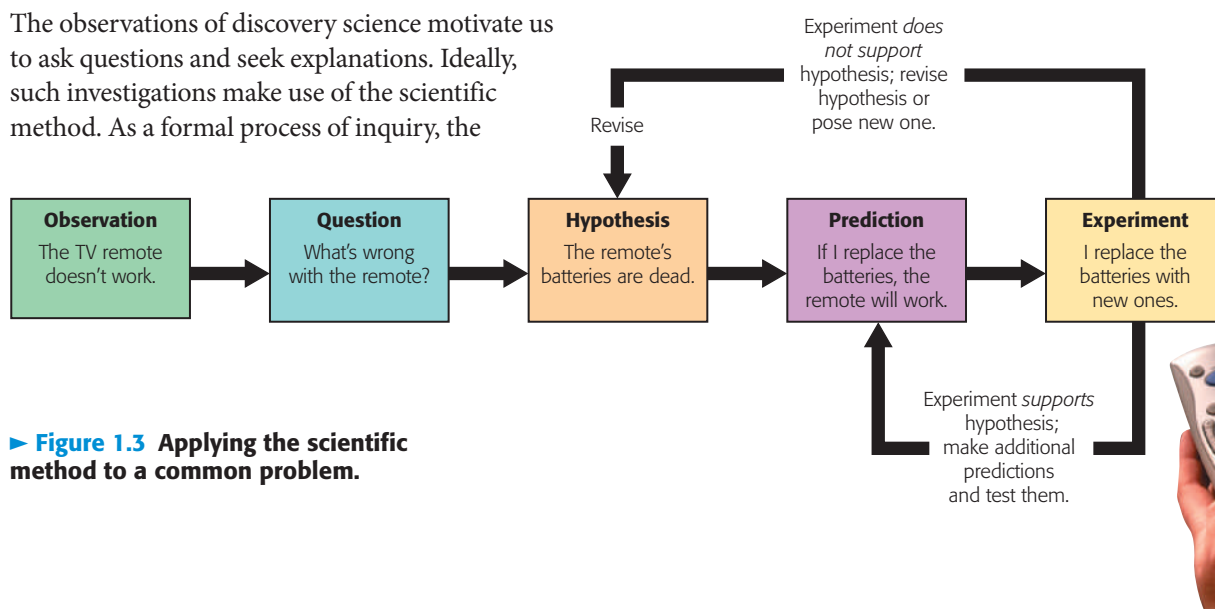 The observations of discovery science motivate us
to ask questions and seek explanations. Ideally,
such investigations make use of the scientific
method. As a formal process of inquiry, the
Experiment does
not support
hypothesis; revise
hypothesis or
pose new one.
Revise
Observation
The TV remote
doesn't work.
Question
What's wrong
with the remote?
Hypothesis
The remote's
batteries are dead.
Prediction
If I replace the
batteries, the
remote will work.
Experiment
I replace the
batteries with
new ones.
Experiment supports
hypothesis;
make additional
predictions
and test them.
► Figure 1.3 Applying the scientific
method to a common problem.